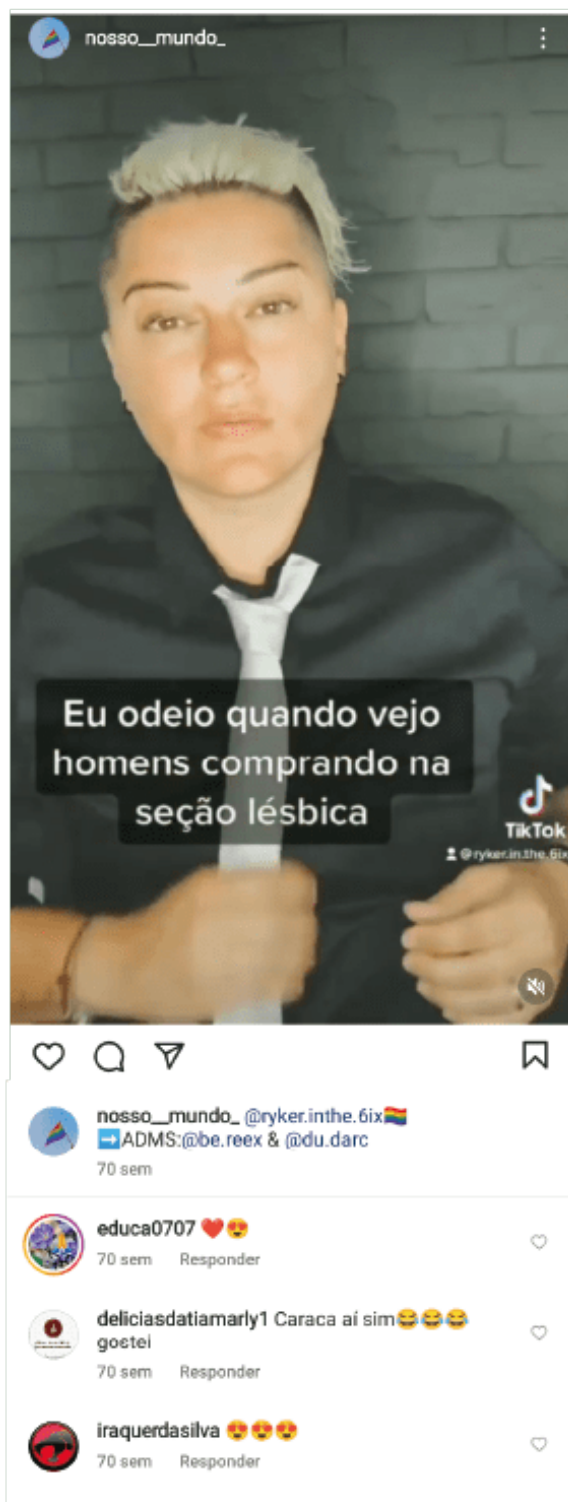 nosso__mundo_
Eu odeio quando vejo
homens comprando na
seção lésbica
TikTok
@ryker.in.the.6ix
nosso__mundo_ @ryker.inthe.6ix🏳️‍🌈
➡️ADMS:@be.reex & @du.darc
70 sem
educa0707 ❤️😍
70 sem Responder
deliciasdatiamarly1 Caraca aí sim😂😂😂
gostei
70 sem Responder
iraquerdasilva 😍😍😍
70 sem Responder